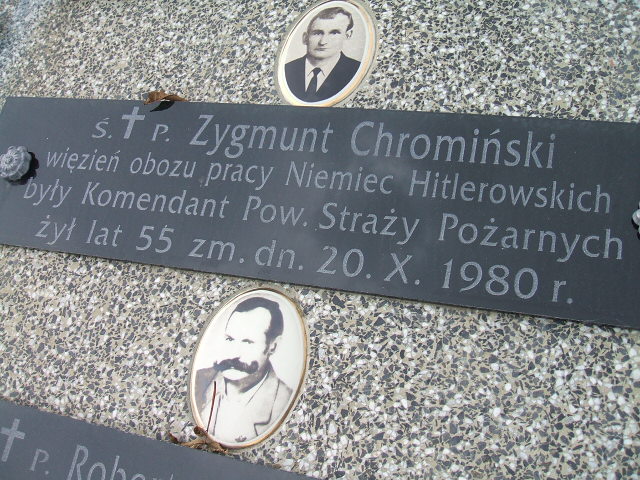 Ś. † P. Zygmunt Chromiński
więzień obozu pracy Niemiec Hitlerowskich
były Komendant Pow. Straży Pożarnych
żył lat 55 zm. dn. 20. X. 1980 r.
† P.